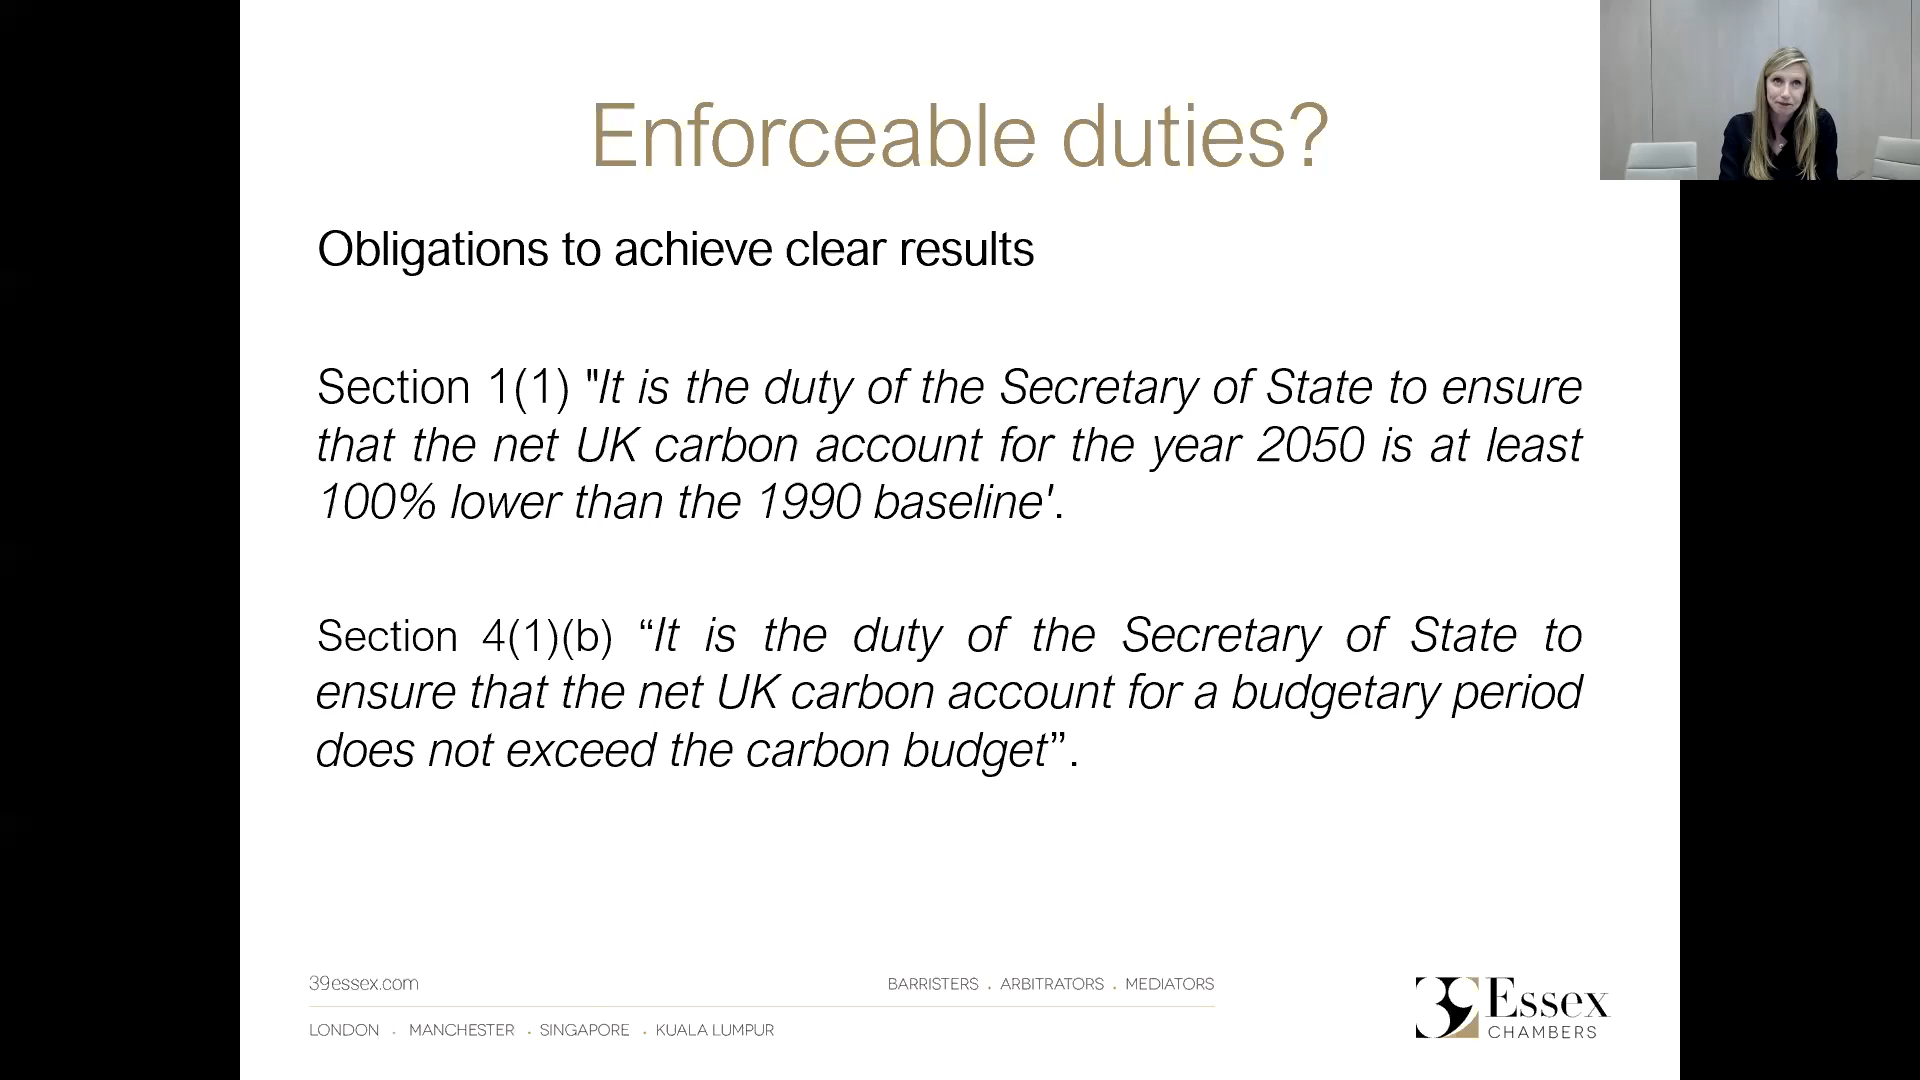 Enforceable duties?
Obligations to achieve clear results
Section 1(1) "It is the duty of the Secretary of State to ensure
that the net UK carbon account for the year 2050 is at least
100% lower than the 1990 baseline'.
Section 4(1)(b) “It is the duty of the Secretary of State to
ensure that the net UK carbon account for a budgetary period
does not exceed the carbon budget”.
39essex.com
BARRISTERS . ARBITRATORS . MEDIATORS
LONDON . MANCHESTER . SINGAPORE . KUALA LUMPUR
39 Essex
CHAMBERS